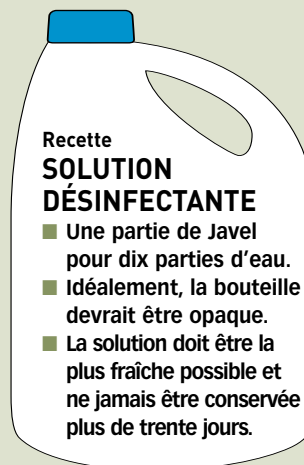 Recette
SOLUTION
DÉSINFECTANTE
■ Une partie de Javel
pour dix parties d'eau.
■ Idéalement, la bouteille
devrait être opaque.
■ La solution doit être la
plus fraîche possible et
ne jamais être conservée
plus de trente jours.